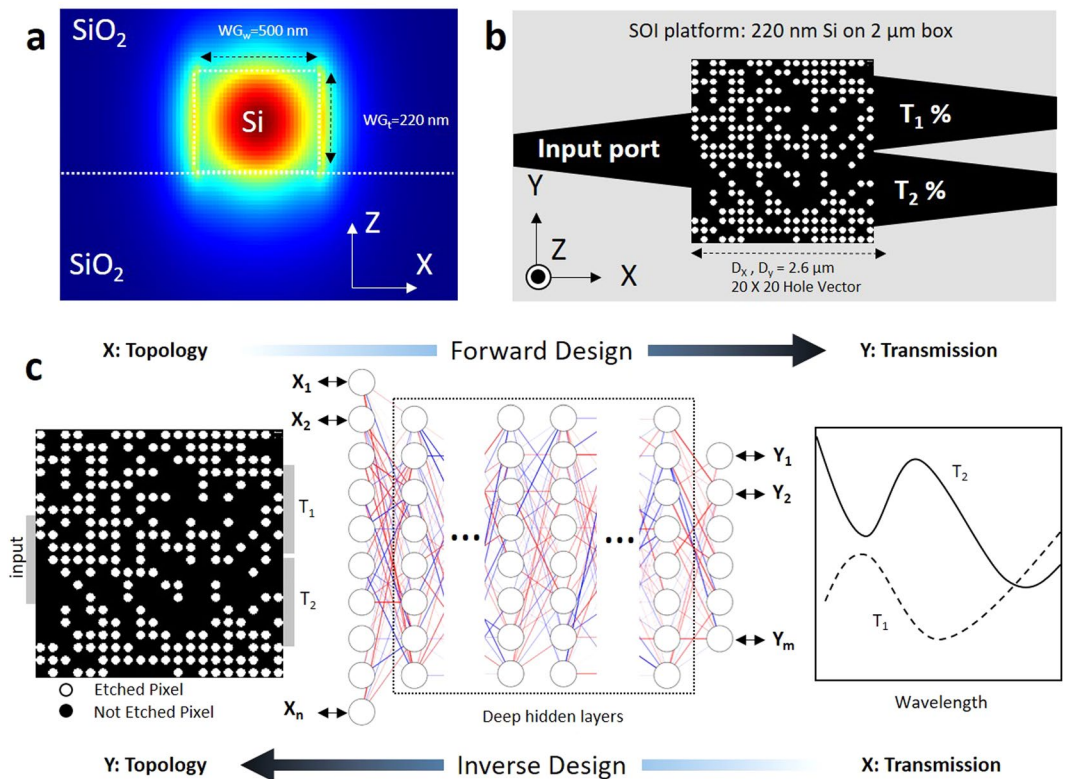 a
SiO2
WGw=500 nm
Si
WGt=220 nm
Z
X
SiO2
b
SOI platform: 220 nm Si on 2 µm box
Input port
T1 %
T2 %
Y
Z
X
Dx , Dy = 2.6 µm
20 X 20 Hole Vector
X: Topology
Forward Design
Y: Transmission
c
input
T1
T2
Etched Pixel
Not Etched Pixel
X1
X2
Xn
...
...
Deep hidden layers
Y1
Y2
Ym
T2
T1
Wavelength
Y: Topology
Inverse Design
X: Transmission